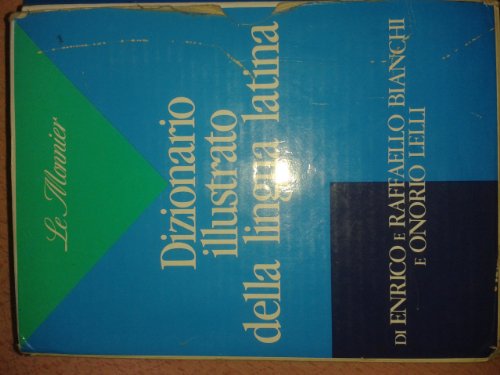 Le Monnier
Dizionario
illustrato
della lingua latina
DI ENRICO E RAFFAELLO BIANCHI
E ONORIO LELLI